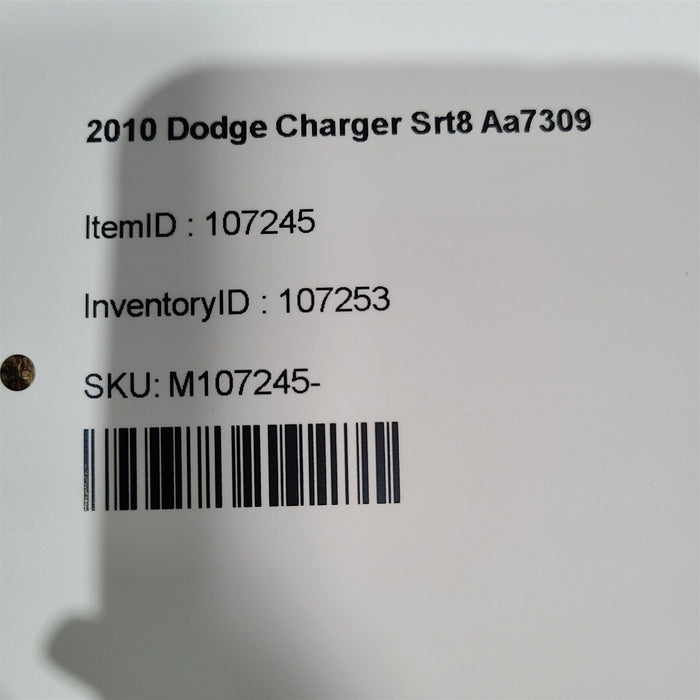 2010 Dodge Charger Srt8 Aa7309
ItemID : 107245
InventoryID : 107253
SKU: M107245-